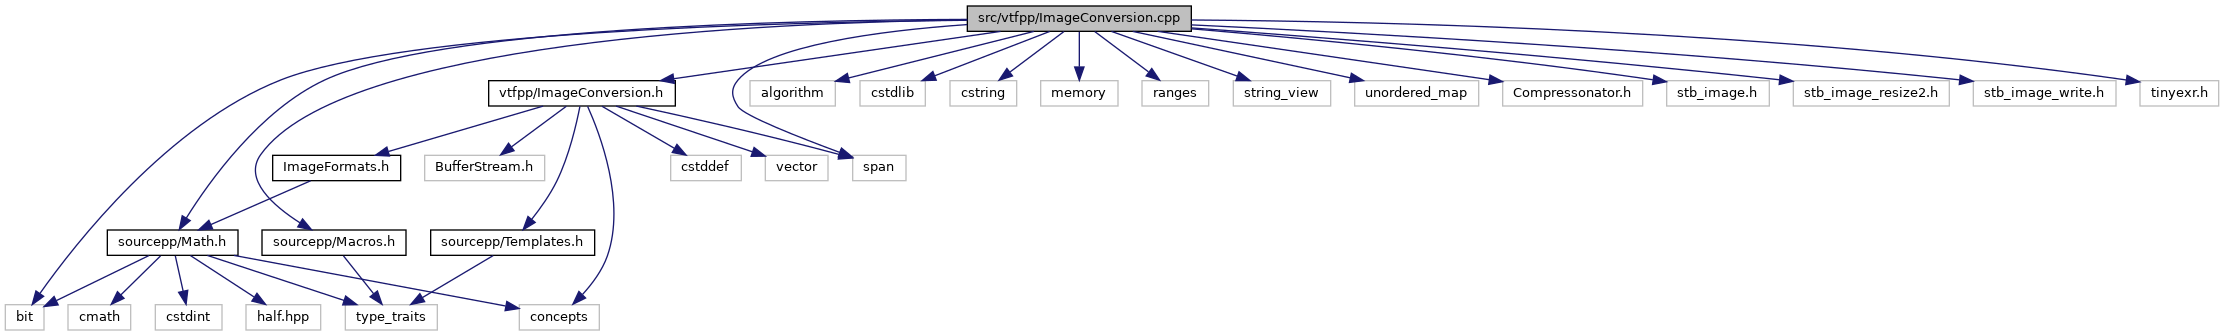 src/vtfpp/ImageConversion.cpp
vtfpp/ImageConversion.h
algorithm
cstdlib
cstring
memory
ranges
string_view
unordered_map
Compressonator.h
stb_image.h
stb_image_resize2.h
stb_image_write.h
tinyexr.h
ImageFormats.h
BufferStream.h
cstddef
vector
span
sourcepp/Math.h
sourcepp/Macros.h
sourcepp/Templates.h
bit
cmath
cstdint
half.hpp
type_traits
concepts